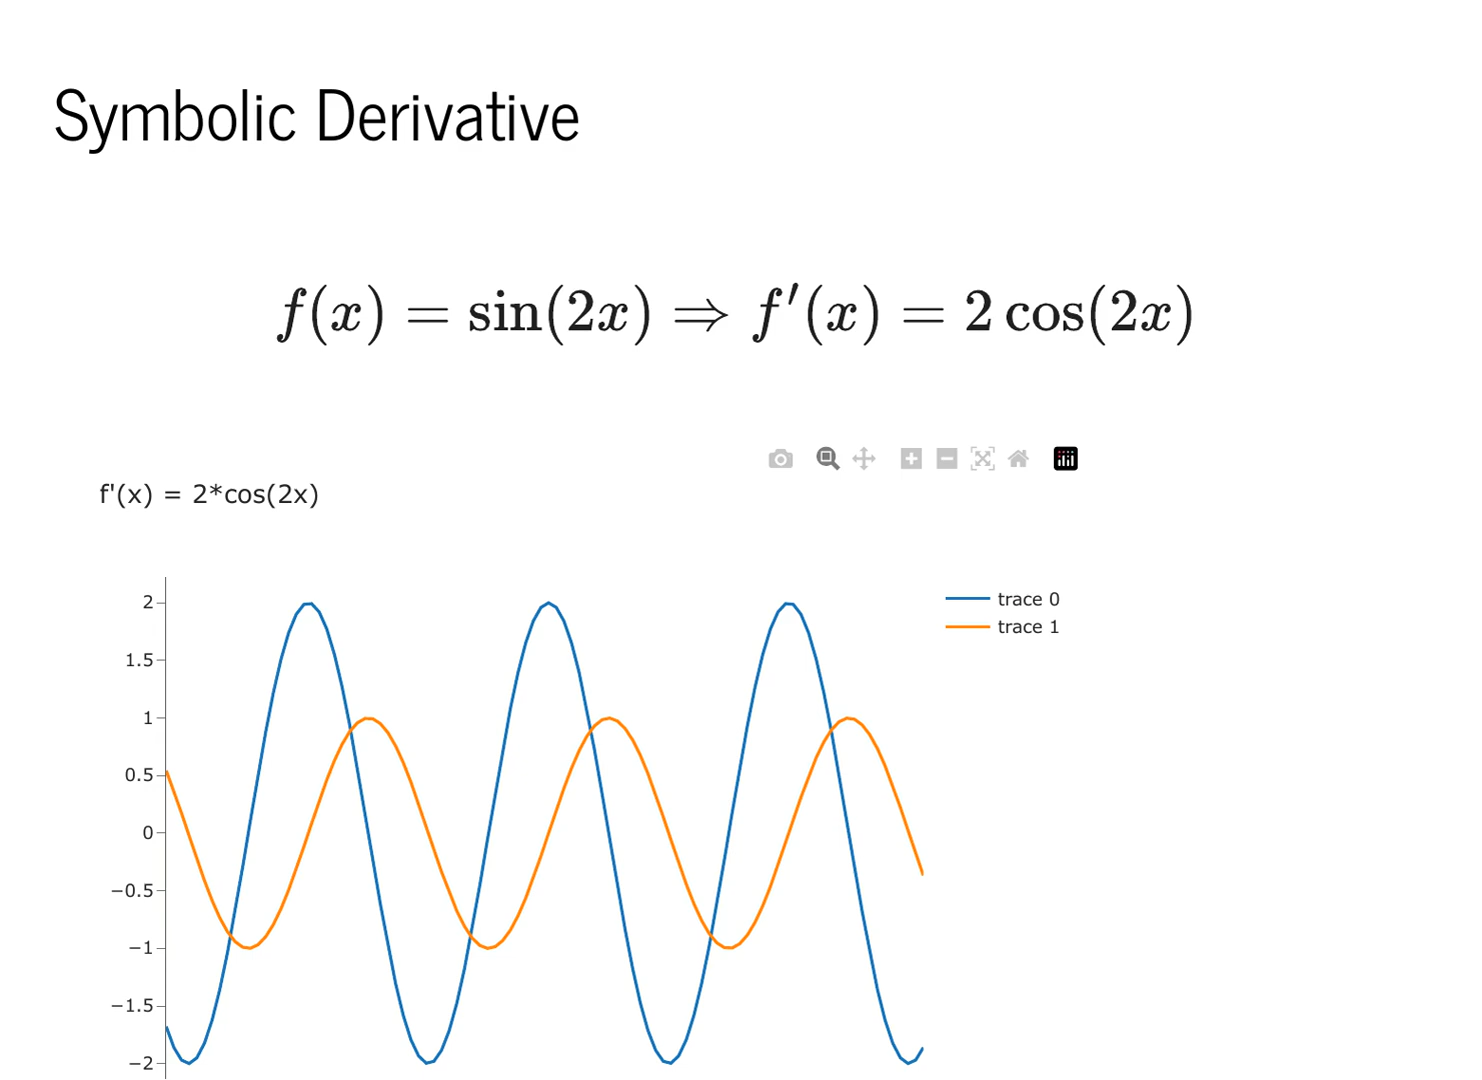 Symbolic Derivative
f(x) = sin(2x) ⇒ f′(x) = 2 cos(2x)
f'(x) = 2*cos(2x)
trace 0
trace 1
2
1.5
1
0.5
0
−0.5
−1
−1.5
−2